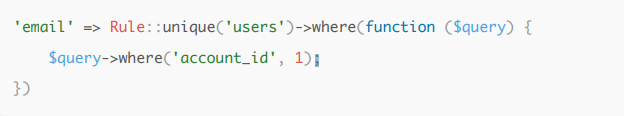 'email' => Rule::unique('users')->where(function ($query) {
    $query->where('account_id', 1);
})